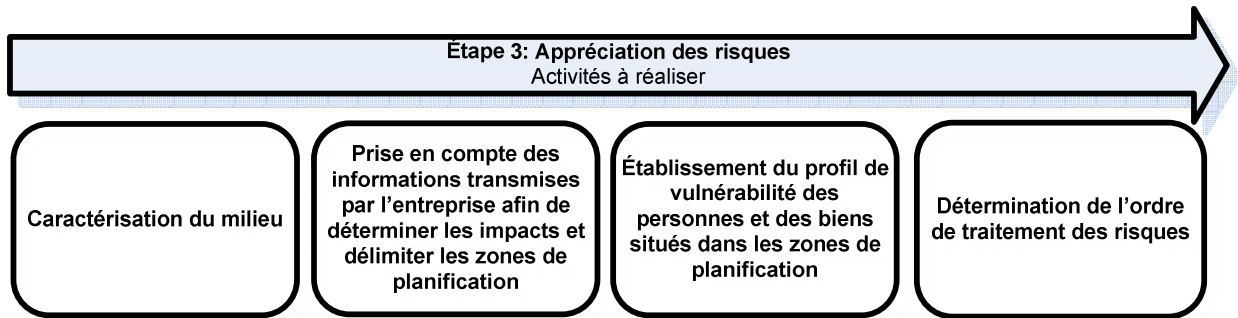 Étape 3: Appréciation des risques
Activités à réaliser
Caractérisation du milieu
Prise en compte des
informations transmises
par l’entreprise afin de
déterminer les impacts et
délimiter les zones de
planification
Établissement du profil de
vulnérabilité des
personnes et des biens
situés dans les zones de
planification
Détermination de l’ordre
de traitement des risques